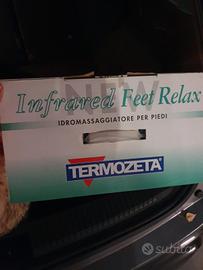 NEW
Infrared Feet Relax
IDROMASSAGGIATORE PER PIEDI
TERMOZETA
subito